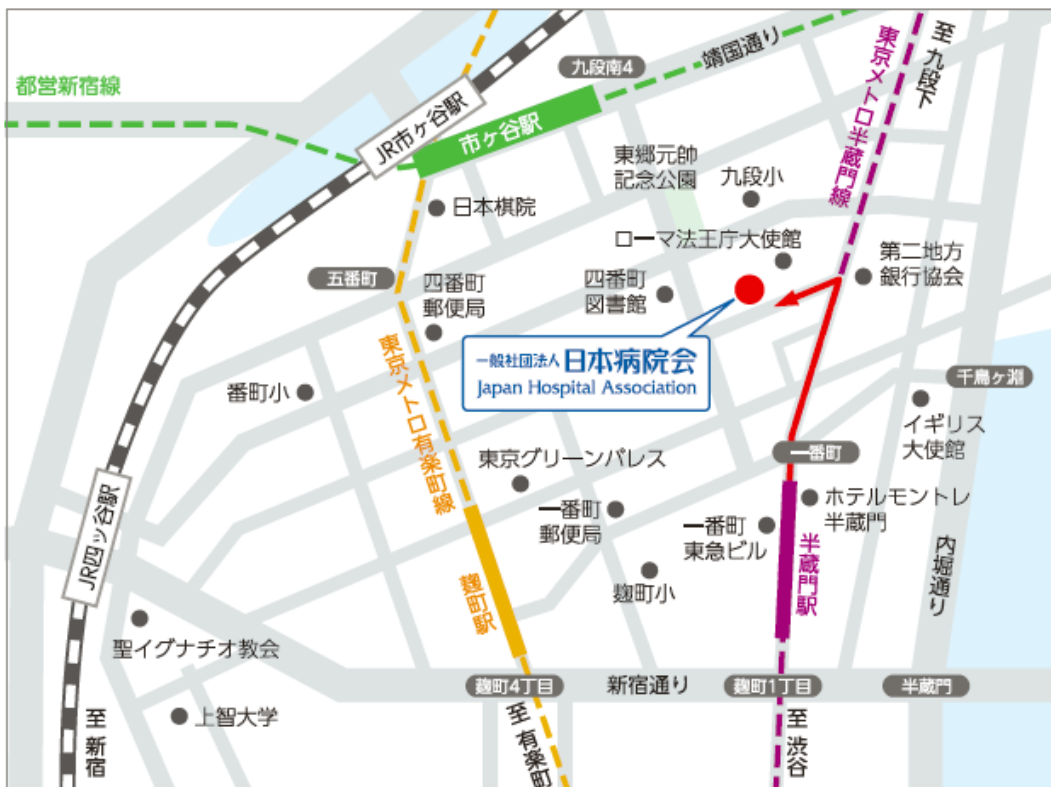 都営新宿線
JR市ヶ谷駅
市ヶ谷駅
九段南4
靖国通り
東京メトロ半蔵門線
至 九段下
日本棋院
東郷元帥
記念公園
九段小
ローマ法王庁大使館
第二地方
銀行協会
五番町
四番町
郵便局
四番町
図書館
一般社団法人 日本病院会
Japan Hospital Association
千鳥ヶ淵
イギリス
大使館
番町小
東京メトロ有楽町線
東京グリーンパレス
一番町
一番町
郵便局
一番町
東急ビル
ホテルモントレ
半蔵門
JR四ッ谷駅
麹町駅
麹町小
半蔵門駅
内堀通り
聖イグナチオ教会
麹町4丁目
新宿通り
麹町1丁目
半蔵門
上智大学
至 新宿
至 有楽町
至 渋谷